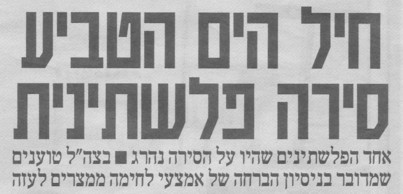 חיל הים הטביע
סירה פלשתינית
אחד הפלשתינים שהיו על הסירה נהרג ■ בצה"ל טוענים
שמדובר בניסיון הברחה של אמצעי לחימה ממצרים לעזה